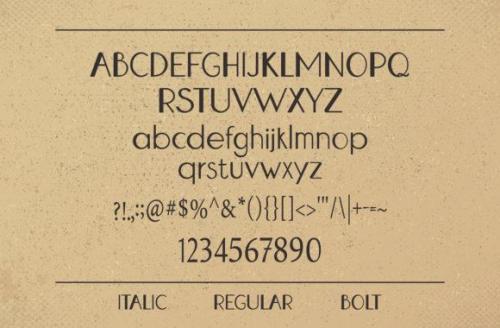 ABCDEFGHIJKLMNOPQ
RSTUVWXYZ
abcdefghijklmnop
qrstuvwxyz
?!.,:;@#$%^&*(){}[]<>"'/\|+-=~
1234567890
ITALIC REGULAR BOLT